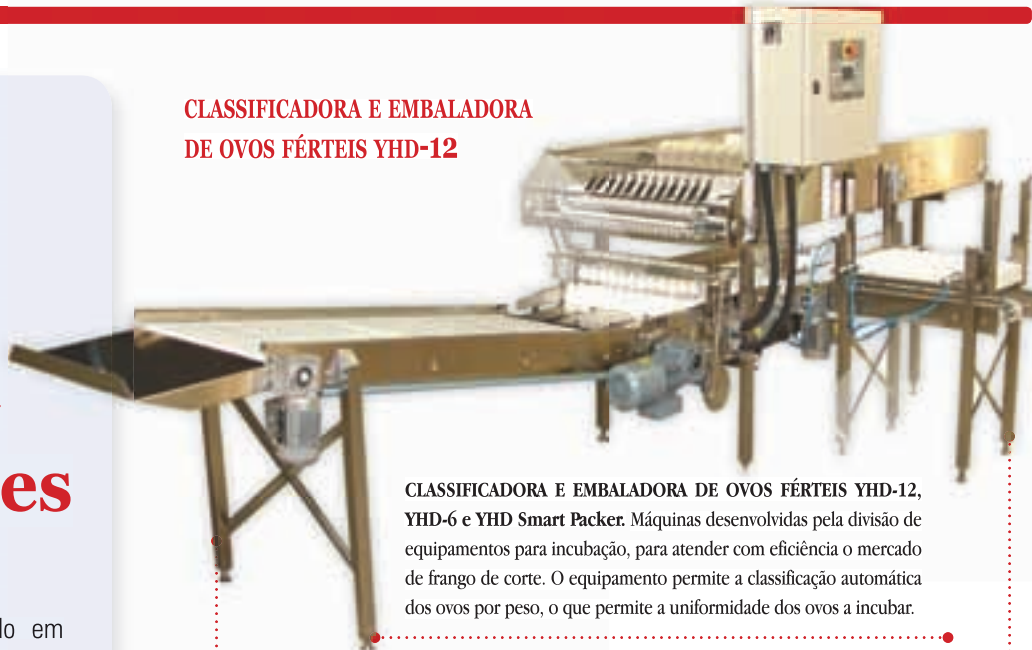 CLASSIFICADORA E EMBALADORA
DE OVOS FÉRTEIS YHD-12
es
CLASSIFICADORA E EMBALADORA DE OVOS FÉRTEIS YHD-12,
YHD-6 e YHD Smart Packer. Máquinas desenvolvidas pela divisão de
equipamentos para incubação, para atender com eficiência o mercado
de frango de corte. O equipamento permite a classificação automática
dos ovos por peso, o que permite a uniformidade dos ovos a incubar.
do em